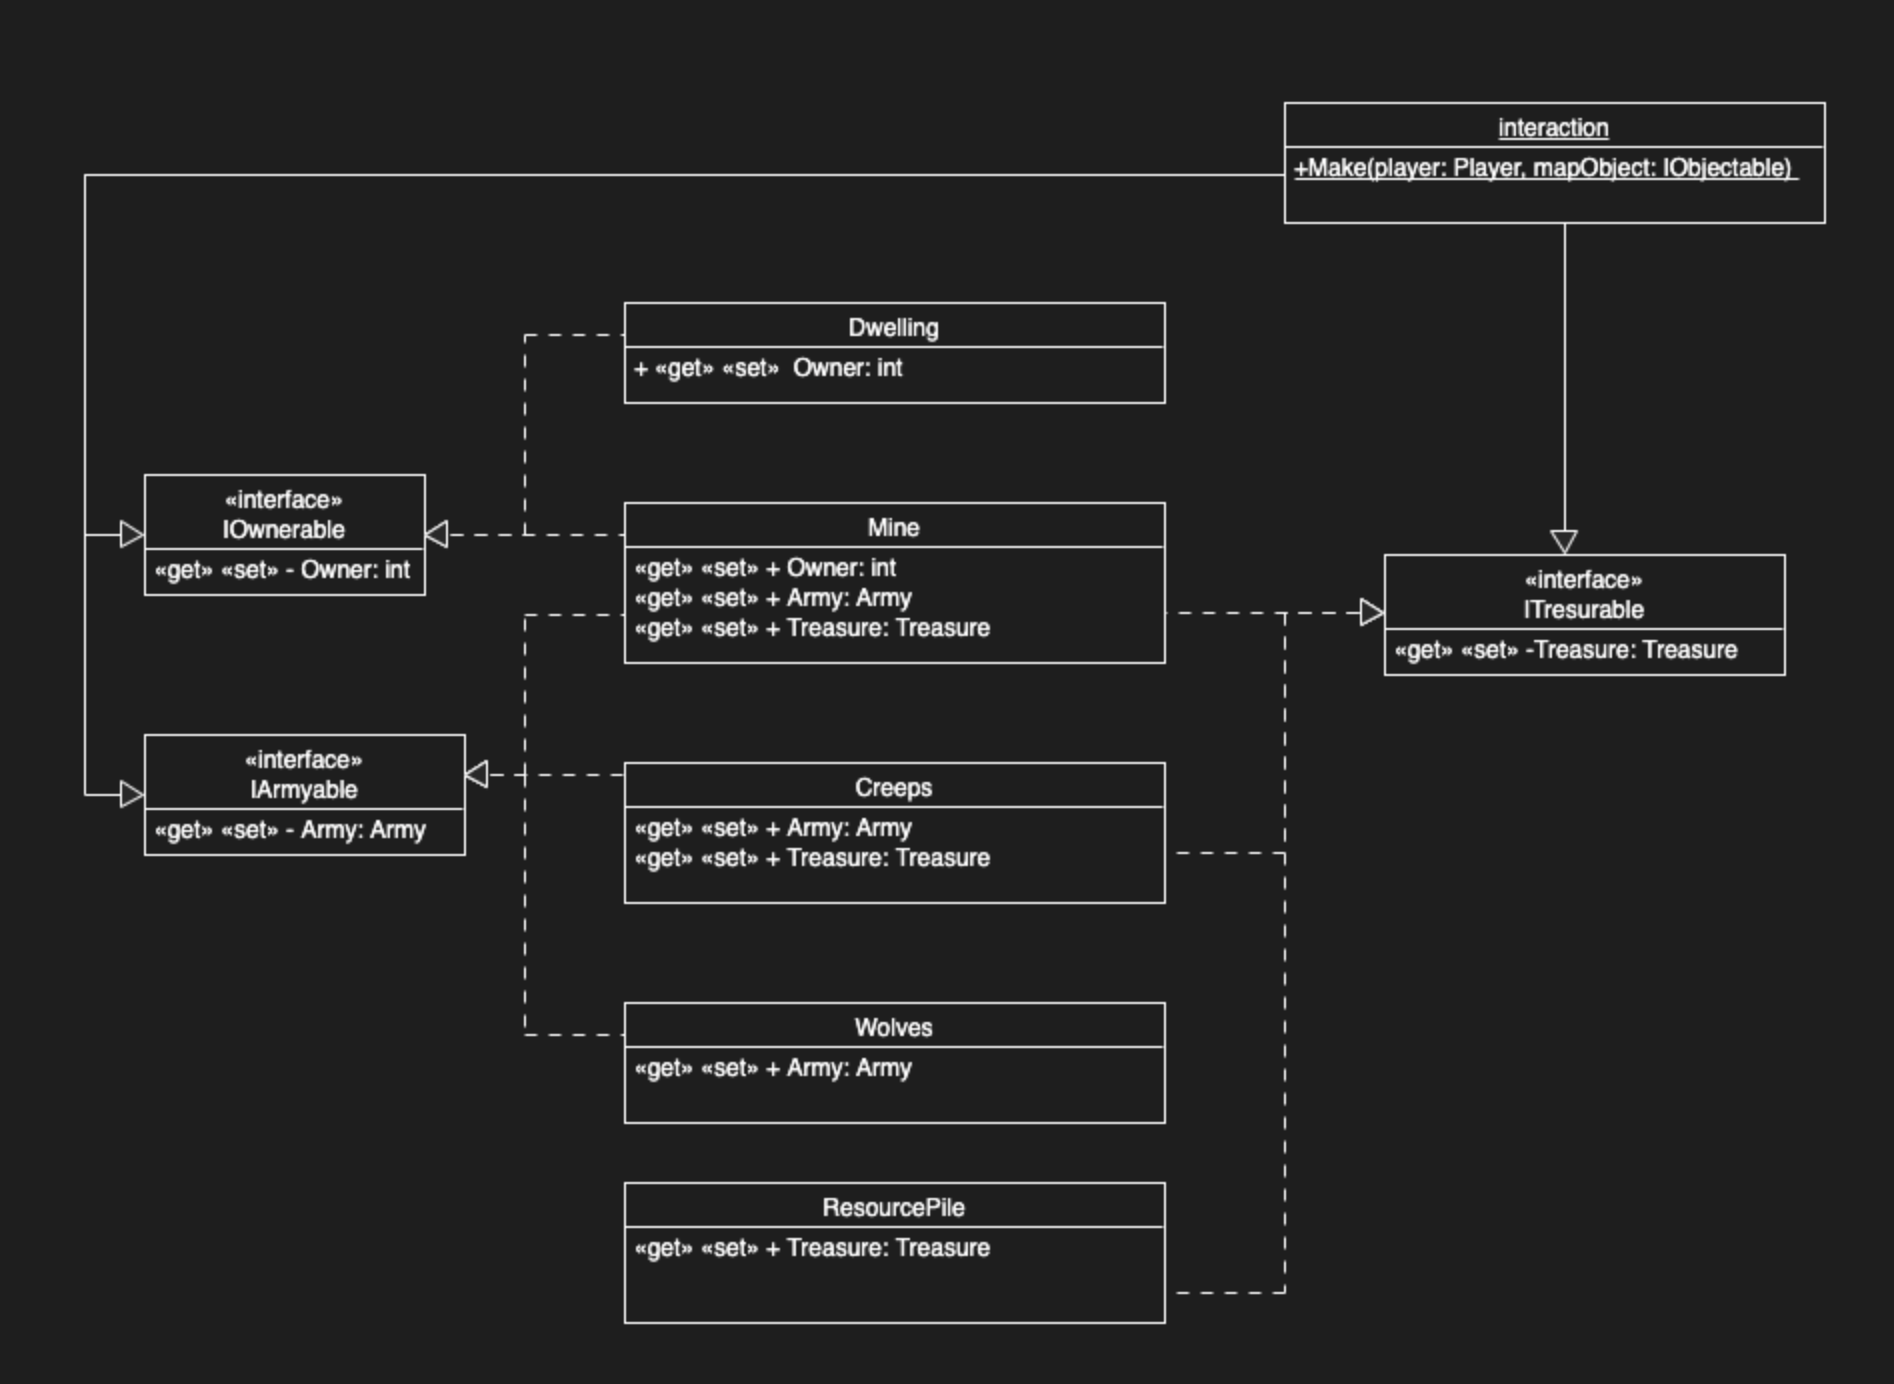 interaction
+Make(player: Player, mapObject: IObjectable)
Dwelling
+ «get» «set»  Owner: int
«interface»
IOwnerable
«get» «set» - Owner: int
Mine
«get» «set» + Owner: int
«get» «set» + Army: Army
«get» «set» + Treasure: Treasure
«interface»
ITresurable
«get» «set» -Treasure: Treasure
«interface»
IArmyable
«get» «set» - Army: Army
Creeps
«get» «set» + Army: Army
«get» «set» + Treasure: Treasure
Wolves
«get» «set» + Army: Army
ResourcePile
«get» «set» + Treasure: Treasure